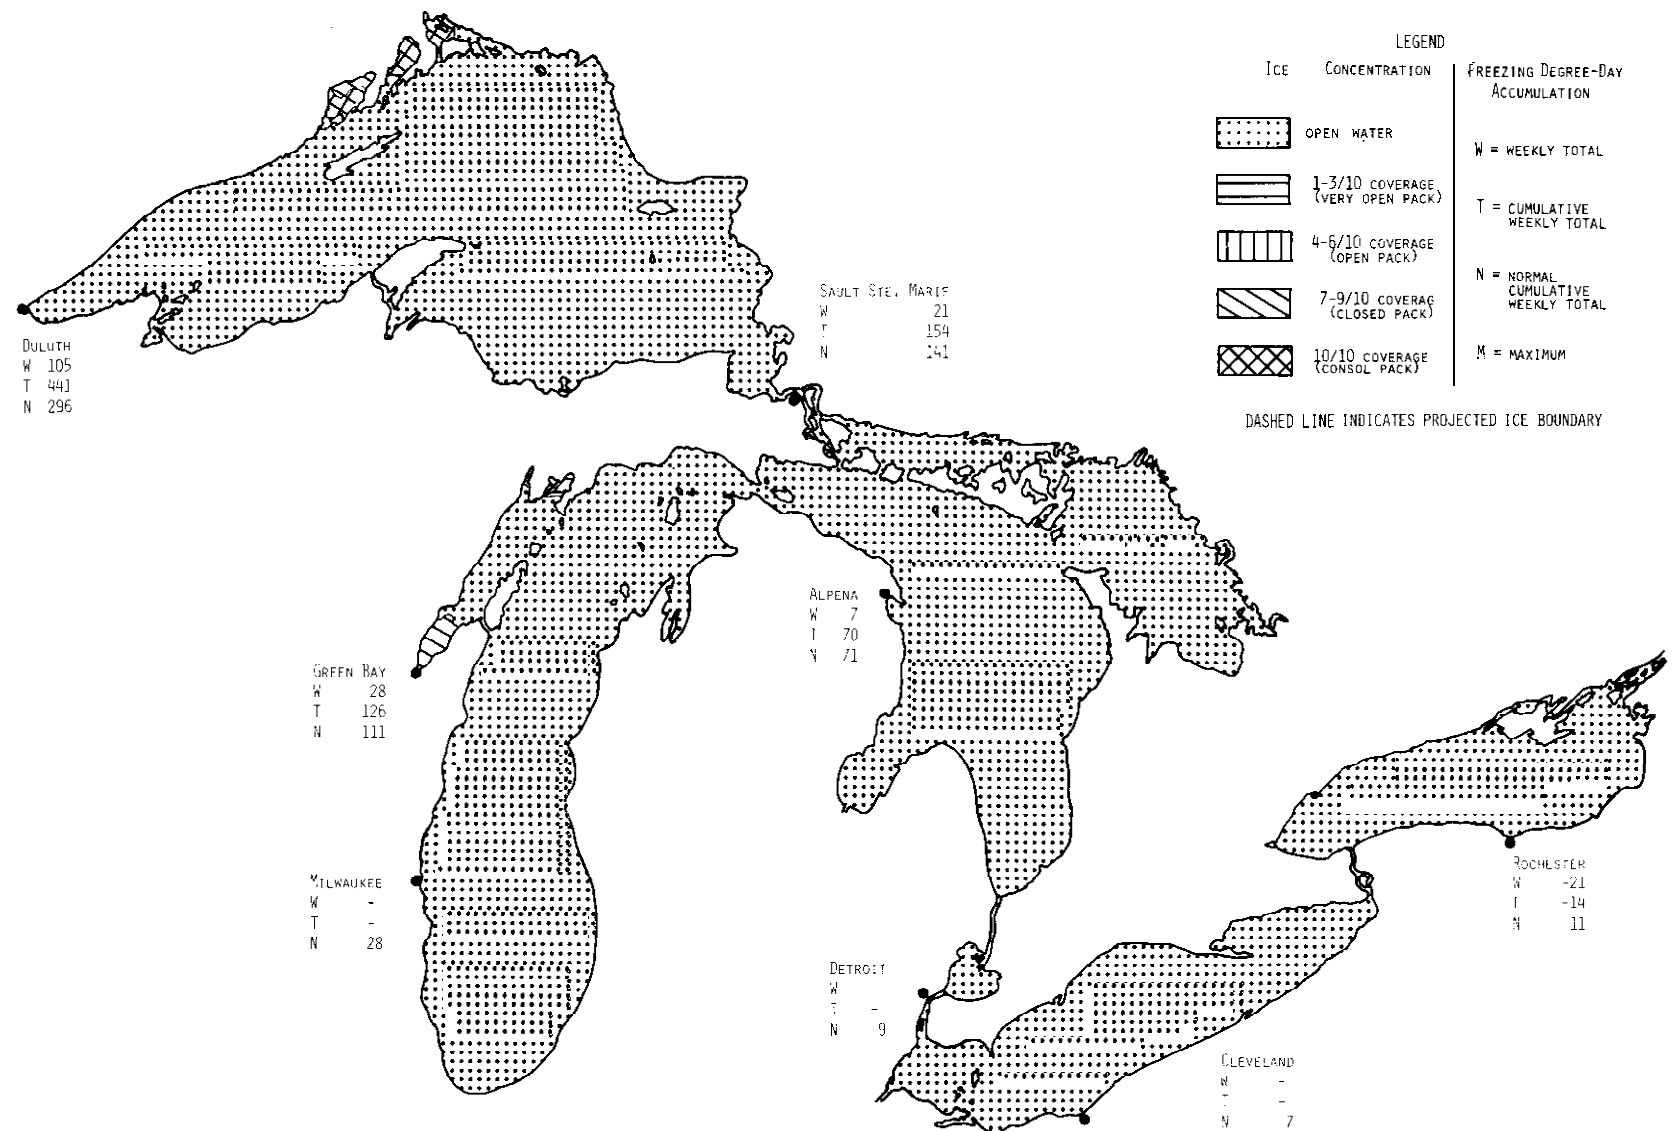 LEGEND
ICE CONCENTRATION
FREEZING DEGREE-DAY
ACCUMULATION
OPEN WATER
1-3/10 COVERAGE
(VERY OPEN PACK)
4-6/10 COVERAGE
(OPEN PACK)
7-9/10 COVERAG
(CLOSED PACK)
10/10 COVERAGE
(CONSOL PACK)
W = WEEKLY TOTAL
T = CUMULATIVE
WEEKLY TOTAL
N = NORMAL
CUMULATIVE
WEEKLY TOTAL
M = MAXIMUM
DASHED LINE INDICATES PROJECTED ICE BOUNDARY
DULUTH
W 105
T 441
N 296
SAULT STE. MARIE
W 21
T 154
N 141
ALPENA
W 7
T 70
N 71
GREEN BAY
W 28
T 126
N 111
MILWAUKEE
W -
T -
N 28
DETROIT
W
T -
N 9
ROCHESTER
W -21
T -14
N 11
CLEVELAND
W -
T -
N 7